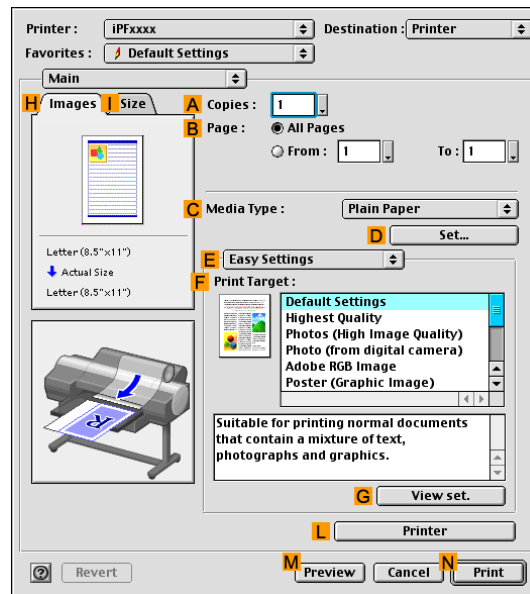 Printer : iPFxxxx Destination : Printer
Favorites : Default Settings
Main
H Images I Size
A Copies : 1
B Page : All Pages
From : 1 To : 1
C Media Type : Plain Paper
D Set...
Letter (8.5"x11")
Actual Size
Letter (8.5"x11")
E Easy Settings
F Print Target :
Default Settings
Highest Quality
Photos (High Image Quality)
Photo (from digital camera)
Adobe RGB Image
Poster (Graphic Image)
R
Suitable for printing normal documents
that contain a mixture of text,
photographs and graphics.
G View set.
L Printer
? Revert M Preview Cancel N Print